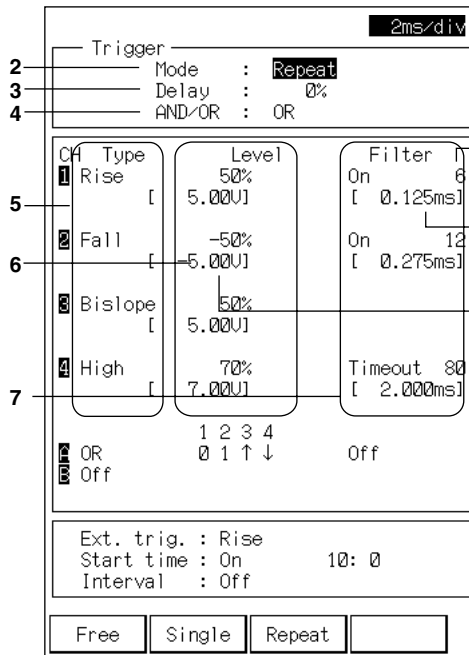 2ms/div
Trigger
2 Mode : Repeat
3 Delay : 0%
4 AND/OR : OR
CH Type Level Filter
1 Rise 50% On 6
[ 5.00V] [ 0.125ms]
5
2 Fall -50% On 12
6 [ -5.00V] [ 0.275ms]
3 Bislope 50%
[ 5.00V]
4 High 70% Timeout 80
7 [ 7.00V] [ 2.000ms]
1 2 3 4
A OR 0 1 ↑ ↓ Off
B Off
Ext. trig. : Rise
Start time : On 10: 0
Interval : Off
Free Single Repeat